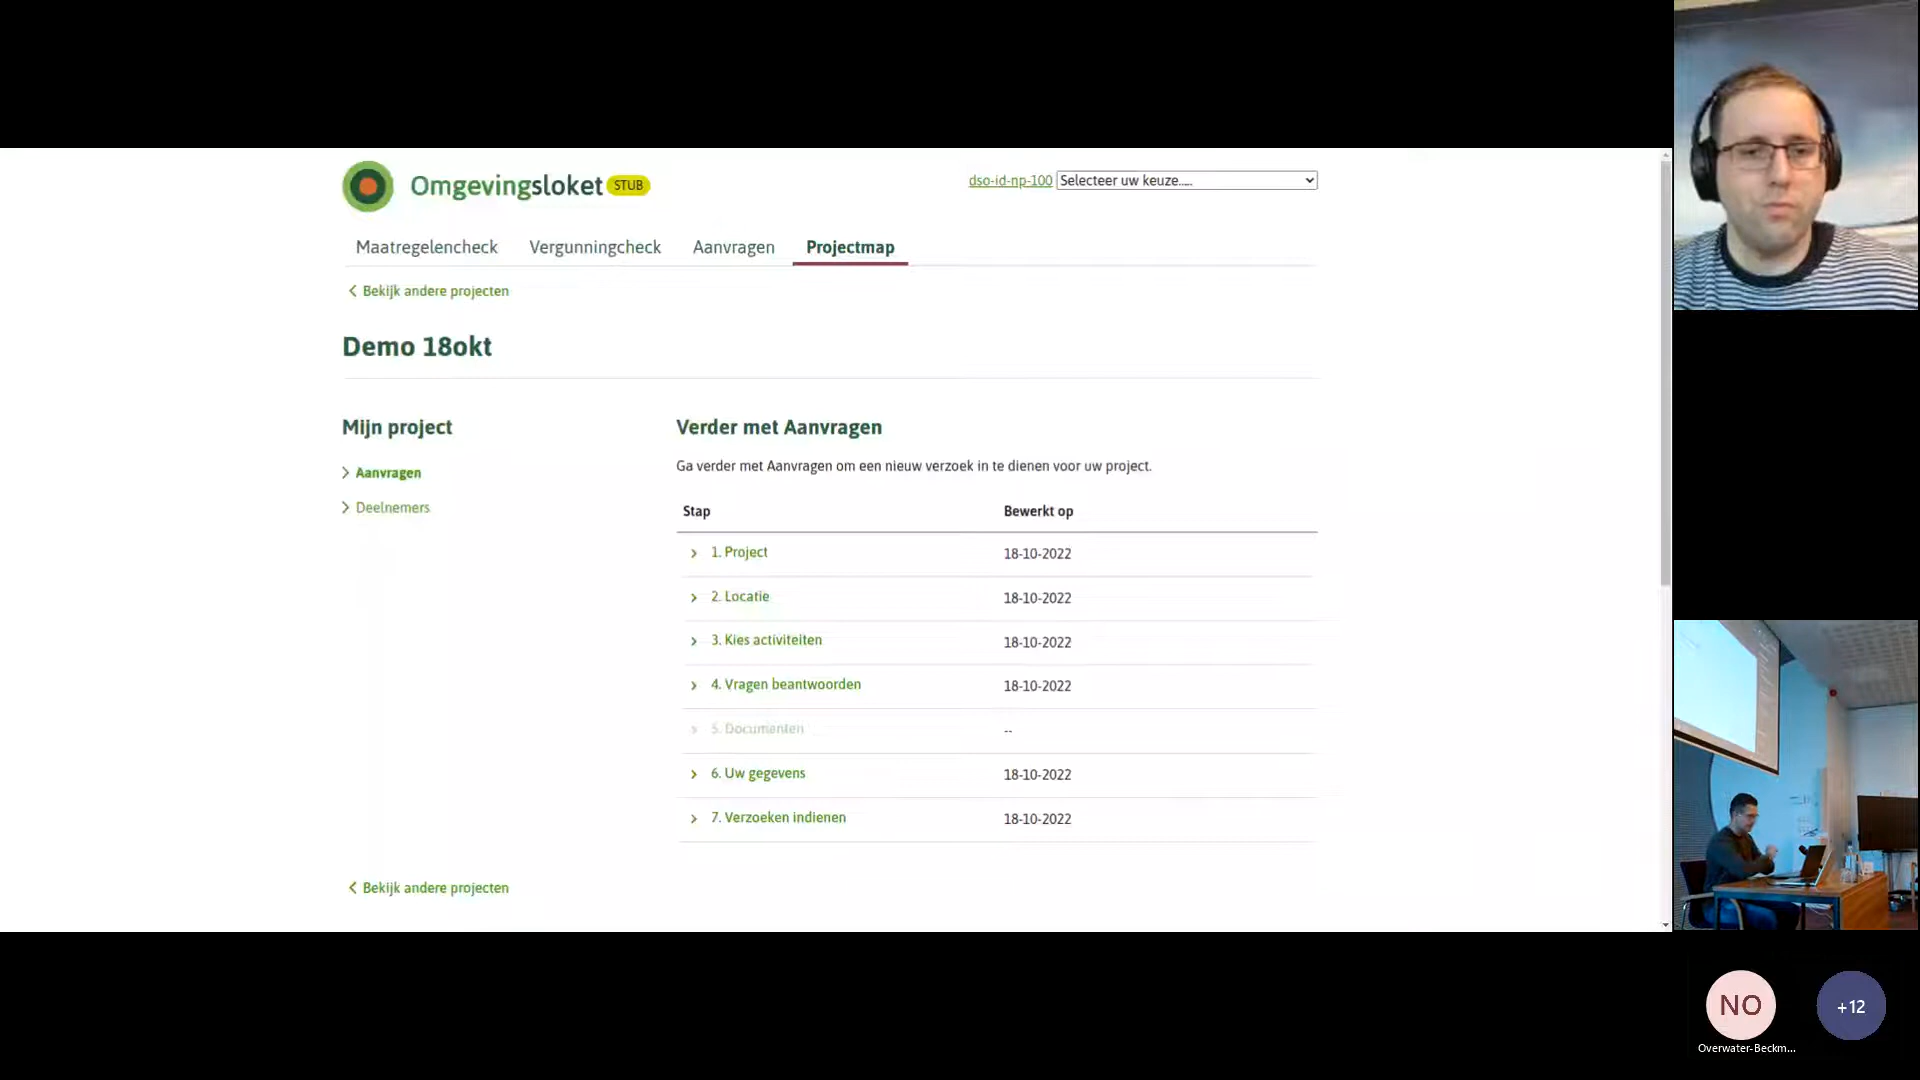 Omgevingsloket STUB
dso-id-np-100 Selecteer uw keuze.....
Maatregelencheck Vergunningcheck Aanvragen Projectmap
Bekijk andere projecten
Demo 18okt
Mijn project
Aanvragen
Deelnemers
Verder met Aanvragen
Ga verder met Aanvragen om een nieuw verzoek in te dienen voor uw project.
Stap Bewerkt op
1. Project 18-10-2022
2. Locatie 18-10-2022
3. Kies activiteiten 18-10-2022
4. Vragen beantwoorden 18-10-2022
5. Documenten --
6. Uw gegevens 18-10-2022
7. Verzoeken indienen 18-10-2022
Bekijk andere projecten
NO
Overwater-Beckm...
+12